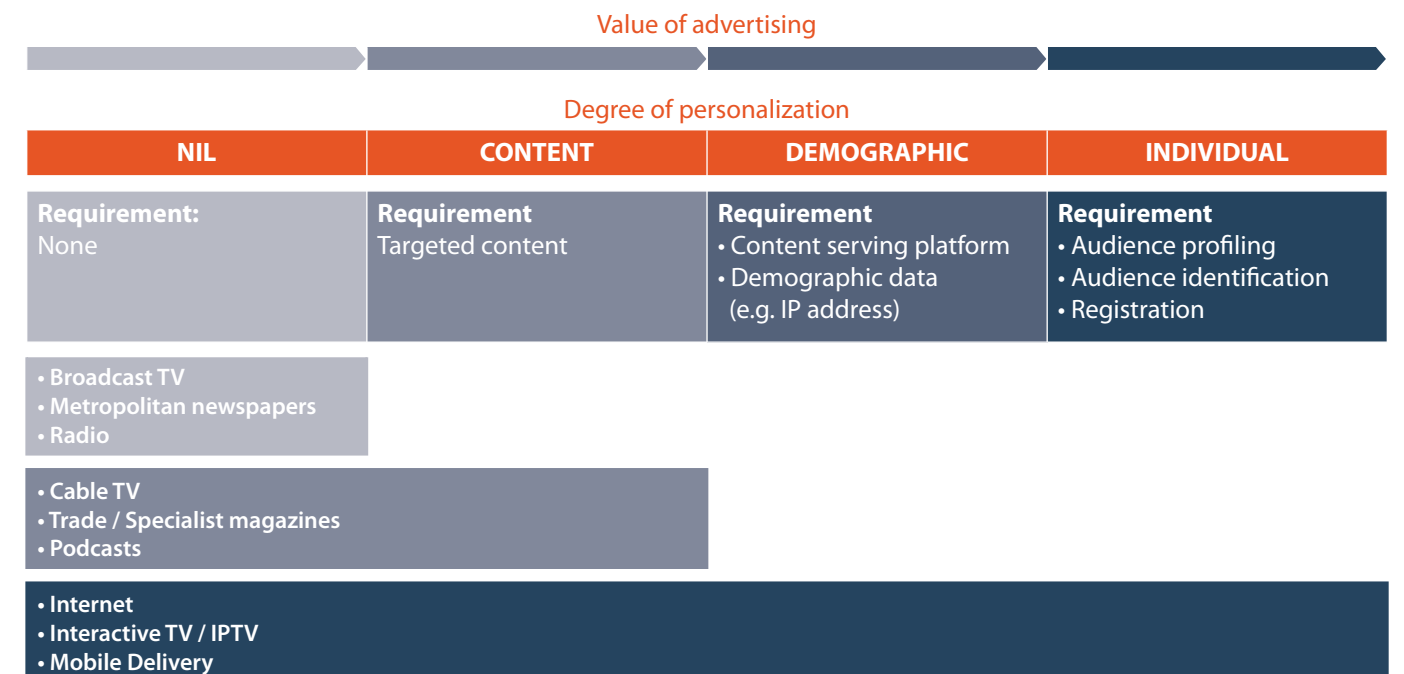 Value of advertising
Degree of personalization
NIL
CONTENT
DEMOGRAPHIC
INDIVIDUAL
Requirement:
None
Requirement
Targeted content
Requirement
• Content serving platform
• Demographic data
(e.g. IP address)
Requirement
• Audience profiling
• Audience identification
• Registration
• Broadcast TV
• Metropolitan newspapers
• Radio
• Cable TV
• Trade / Specialist magazines
• Podcasts
• Internet
• Interactive TV / IPTV
• Mobile Delivery